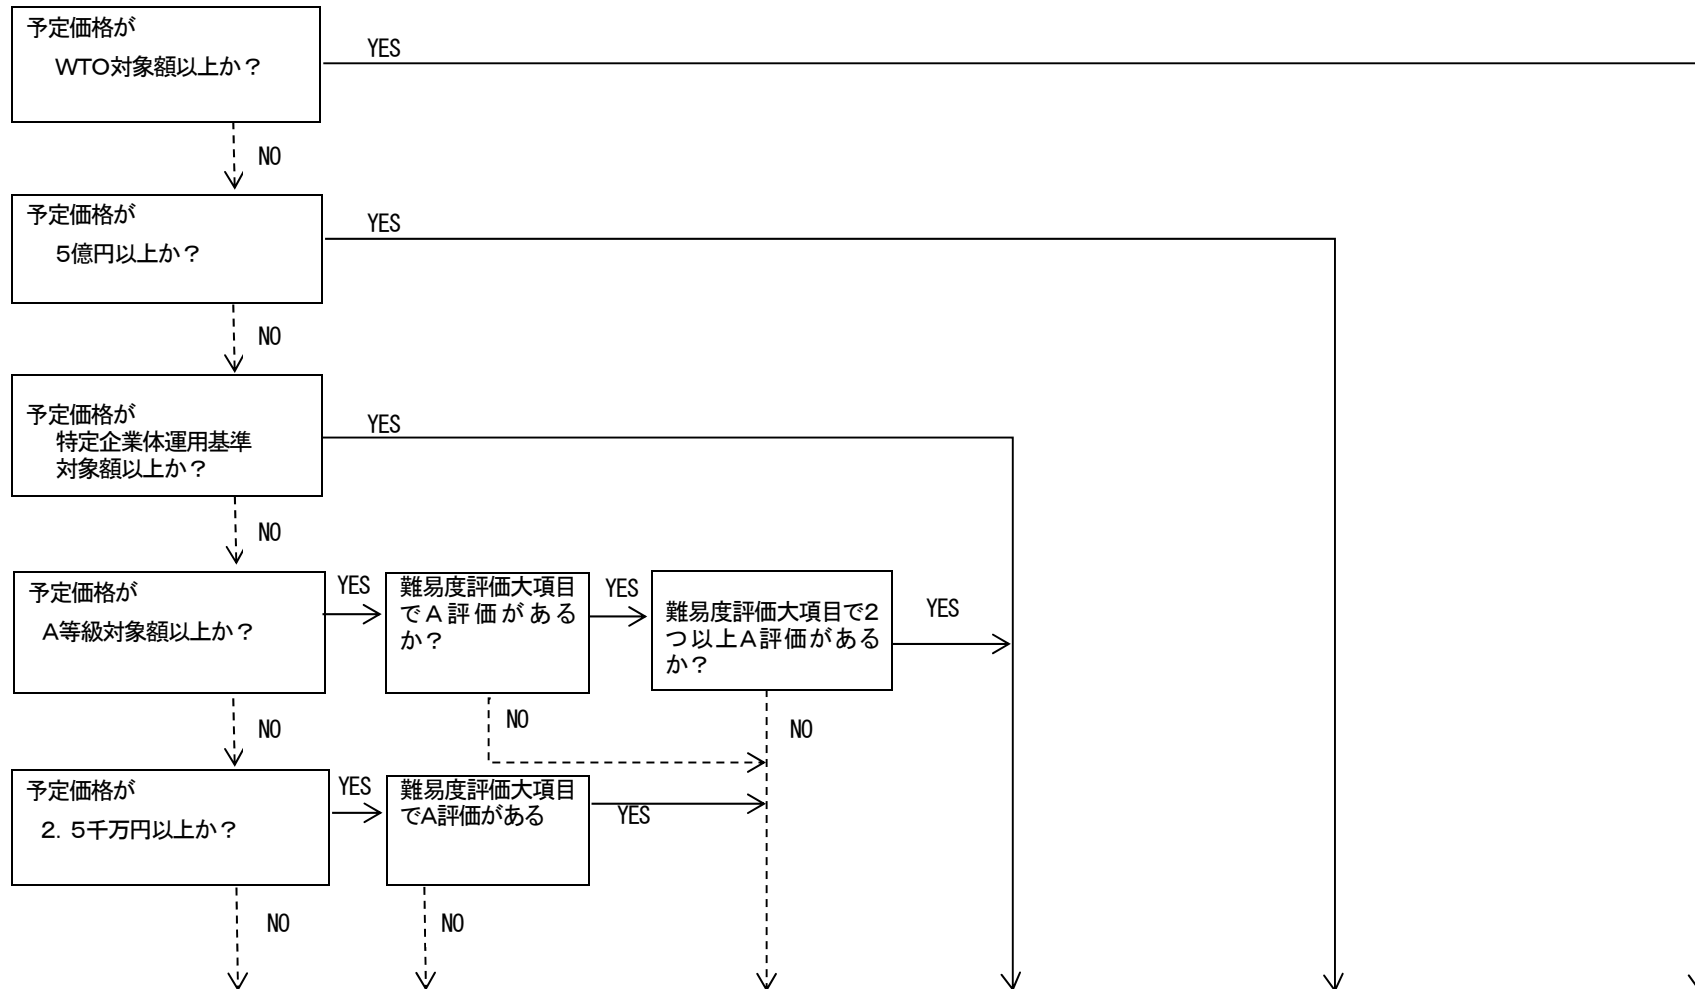 予定価格が
WTO対象額以上か？
YES
NO
予定価格が
5億円以上か？
YES
NO
予定価格が
特定企業体運用基準
対象額以上か？
YES
NO
予定価格が
A等級対象額以上か？
YES
難易度評価大項目
でA評価がある
か？
YES
難易度評価大項目で2
つ以上A評価がある
か？
YES
NO
NO
NO
予定価格が
2．5千万円以上か？
YES
難易度評価大項目
でA評価がある
YES
NO
NO